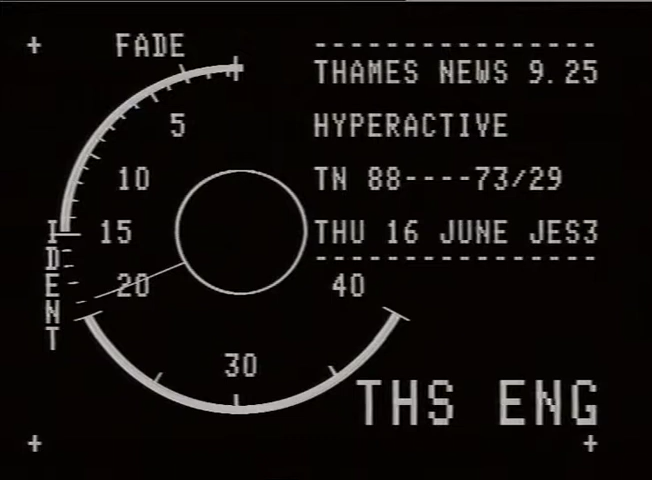 FADE
THAMES NEWS 9.25
5
HYPERACTIVE
10
TN 88----73/29
15
THU 16 JUNE JES3
IDENT
20
40
30
THS ENG